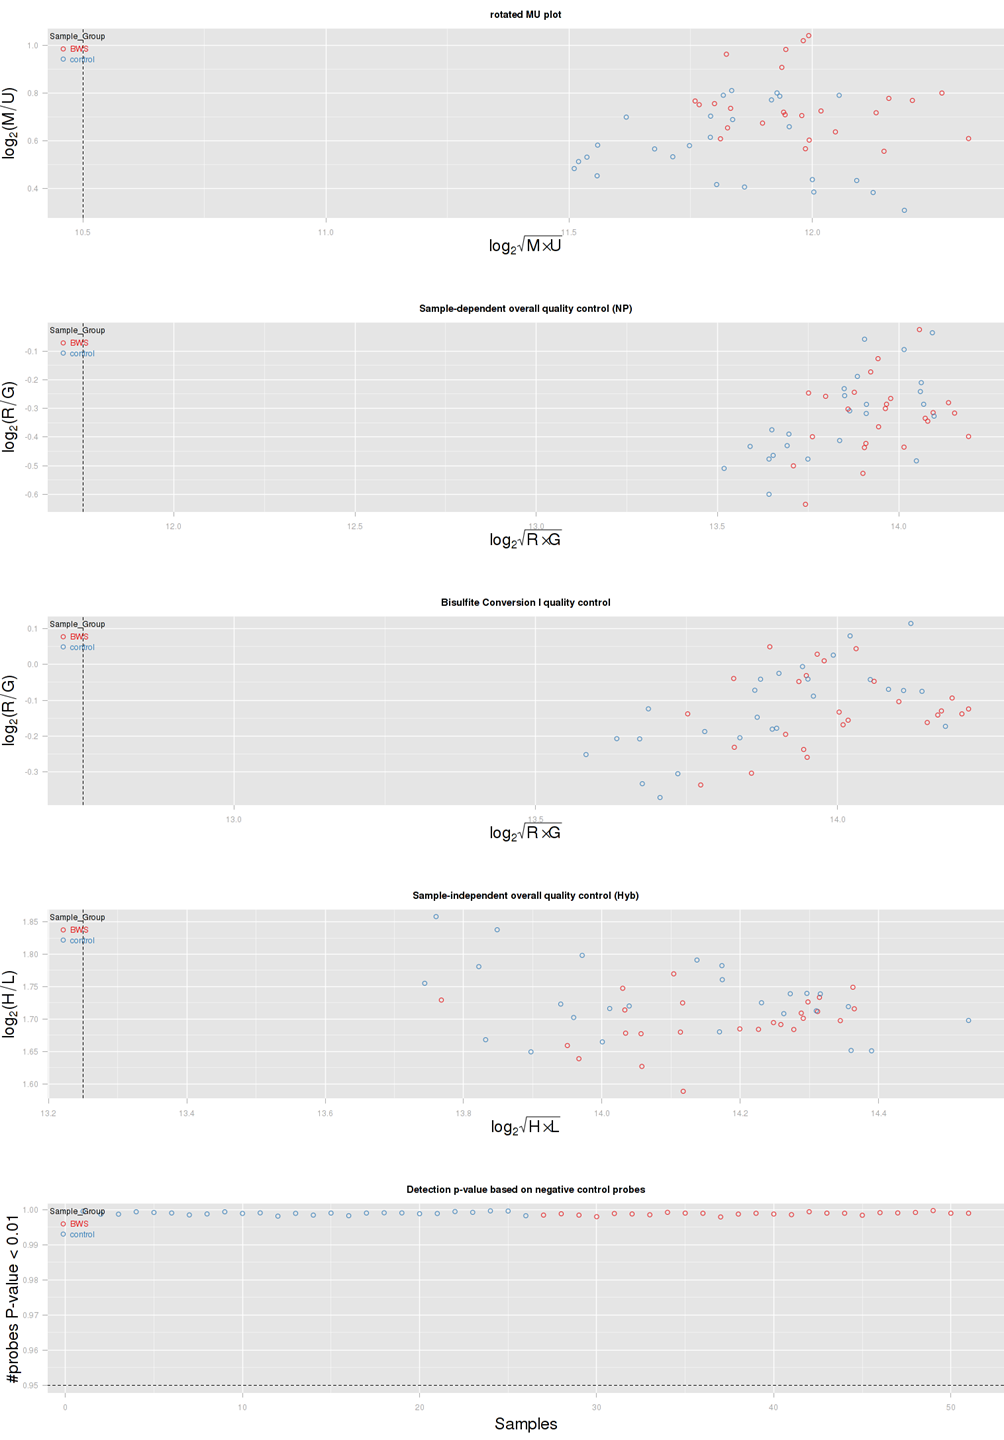 rotated MU plot
Sample_Group
BWS
control
log2(M/U)
1.0
0.8
0.6
0.4
10.5 11.0 11.5 12.0
log2√M×U
Sample-dependent overall quality control (NP)
Sample_Group
BWS
control
log2(R/G)
-0.1
-0.2
-0.3
-0.4
-0.5
-0.6
12.0 12.5 13.0 13.5 14.0
log2√R×G
Bisulfite Conversion I quality control
Sample_Group
BWS
control
log2(R/G)
0.1
0.0
-0.1
-0.2
-0.3
13.0 13.5 14.0
log2√R×G
Sample-independent overall quality control (Hyb)
Sample_Group
BWS
control
log2(H/L)
1.85
1.80
1.75
1.70
1.65
1.60
13.2 13.4 13.6 13.8 14.0 14.2 14.4
log2√H×L
Detection p-value based on negative control probes
Sample_Group
BWS
control
#probes P-value < 0.01
1.00
0.99
0.98
0.97
0.96
0.95
0 10 20 30 40 50
Samples